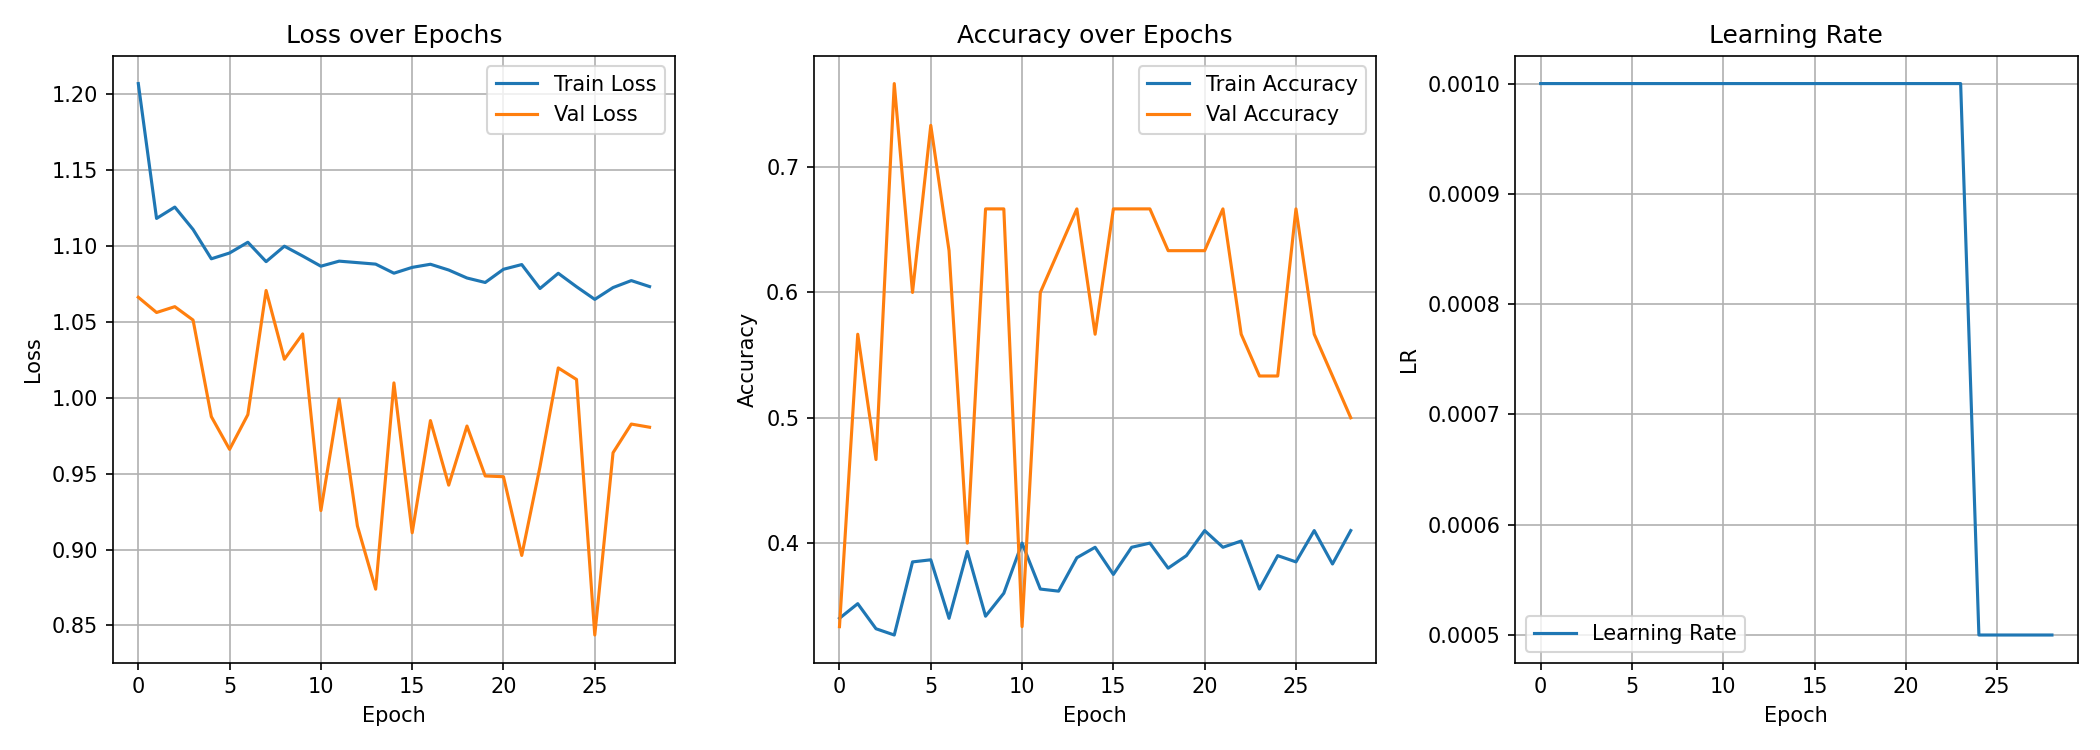 Loss over Epochs
Train Loss
Val Loss
1.20
1.15
1.10
1.05
1.00
0.95
0.90
0.85
Loss
0 5 10 15 20 25
Epoch
Accuracy over Epochs
Train Accuracy
Val Accuracy
0.7
0.6
0.5
0.4
Accuracy
0 5 10 15 20 25
Epoch
Learning Rate
0.0010
0.0009
0.0008
0.0007
0.0006
0.0005
LR
Learning Rate
0 5 10 15 20 25
Epoch